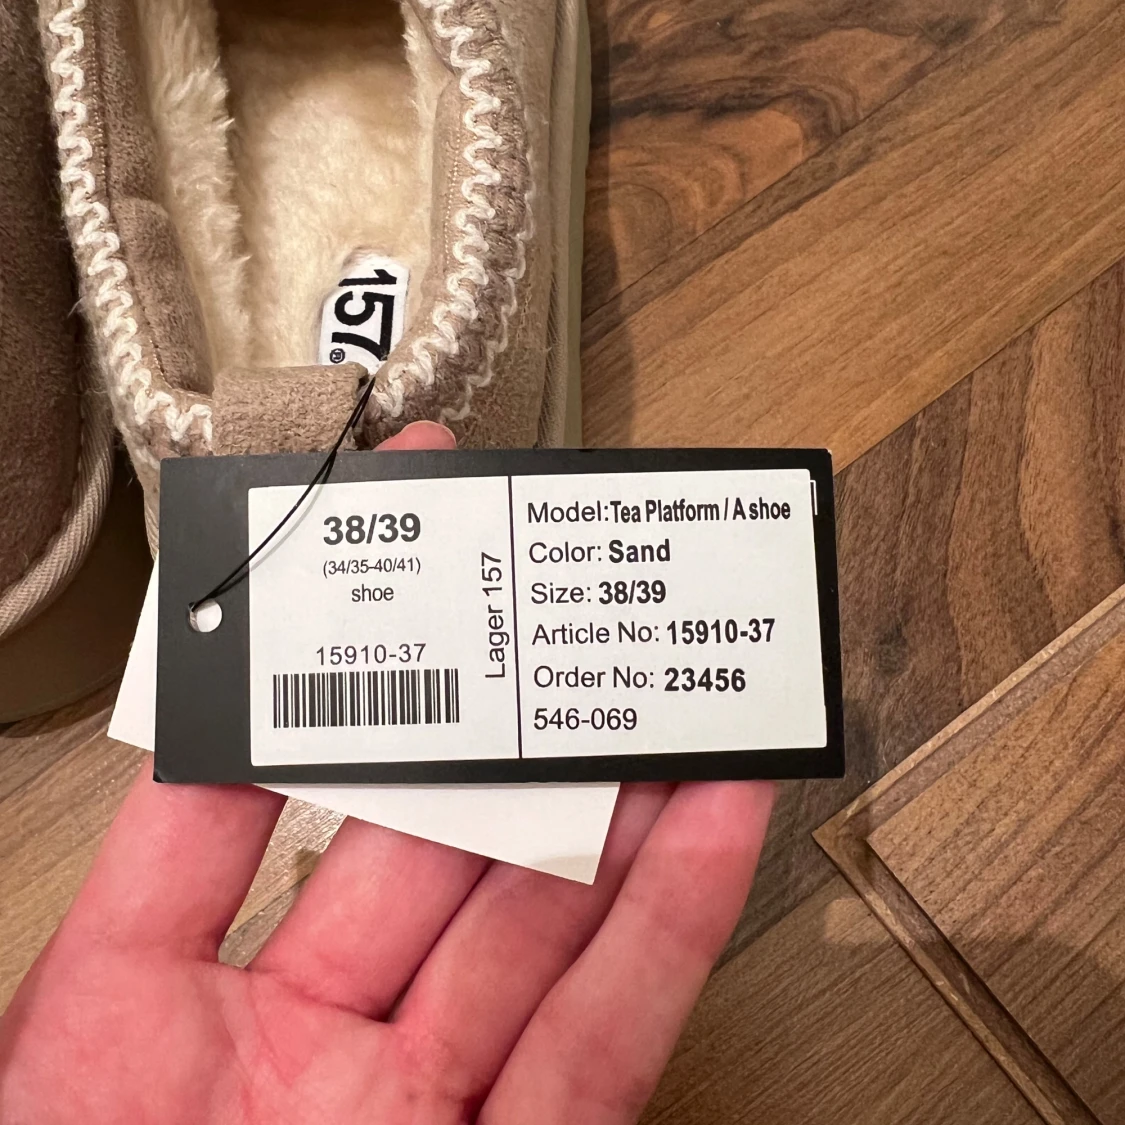 157®
38/39
(34/35-40/41)
shoe
15910-37
Lager 157
Model:Tea Platform / A shoe
Color: Sand
Size: 38/39
Article No: 15910-37
Order No: 23456
546-069